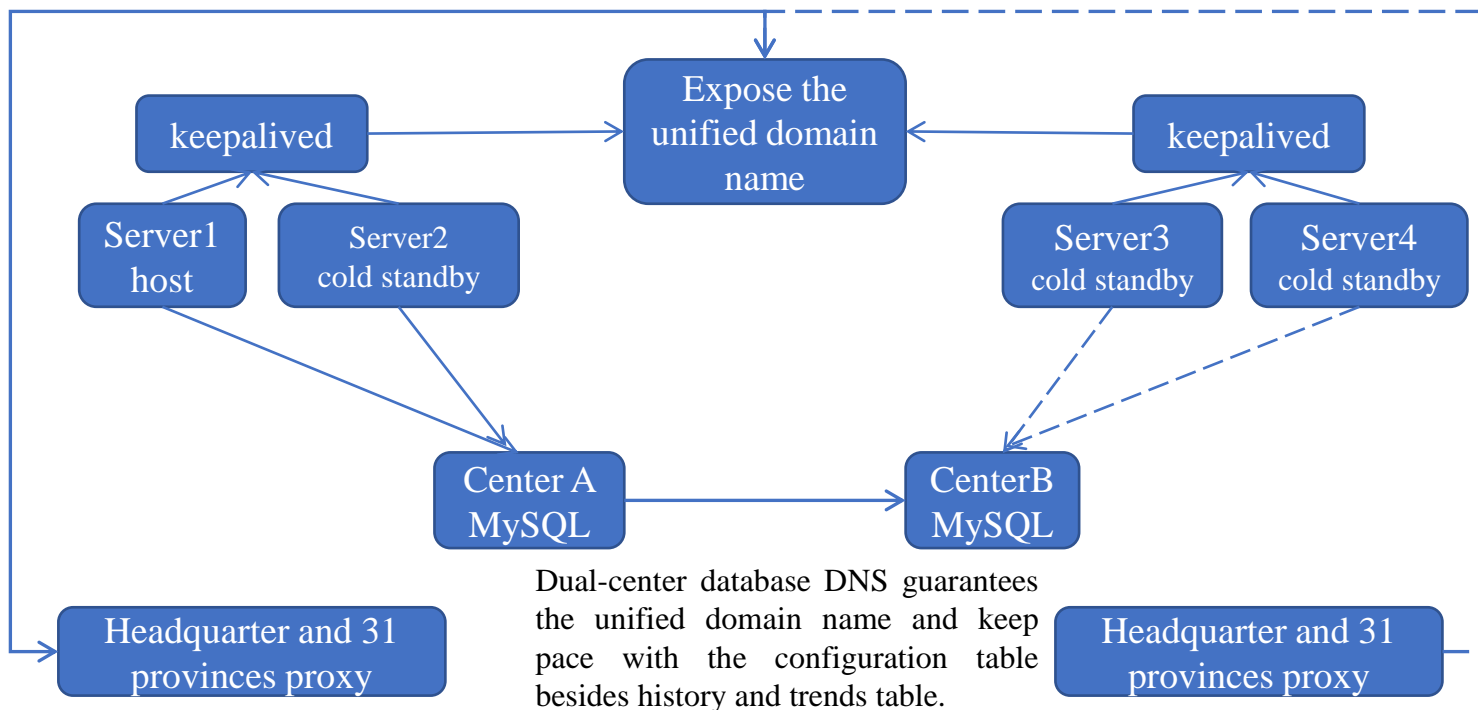 Expose the
unified domain
name
keepalived
keepalived
Server1
host
Server2
cold standby
Server3
cold standby
Server4
cold standby
Center A
MySQL
CenterB
MySQL
Dual-center database DNS guarantees
the unified domain name and keep
pace with the configuration table
besides history and trends table.
Headquarter and 31
provinces proxy
Headquarter and 31
provinces proxy